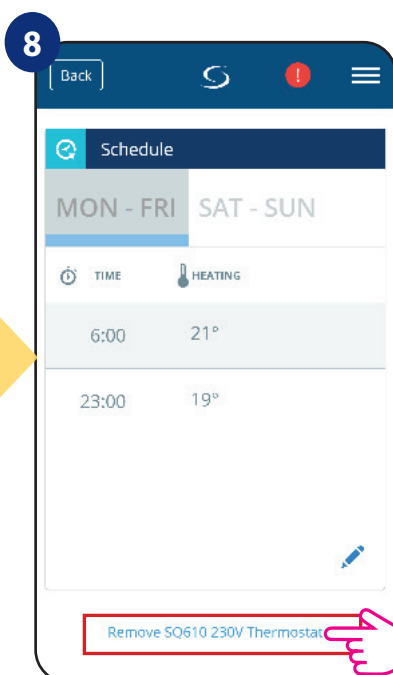 8
Back
!
Schedule
MON - FRI SAT - SUN
TIME HEATING
6:00 21°
23:00 19°
Remove SQ610 230V Thermostat